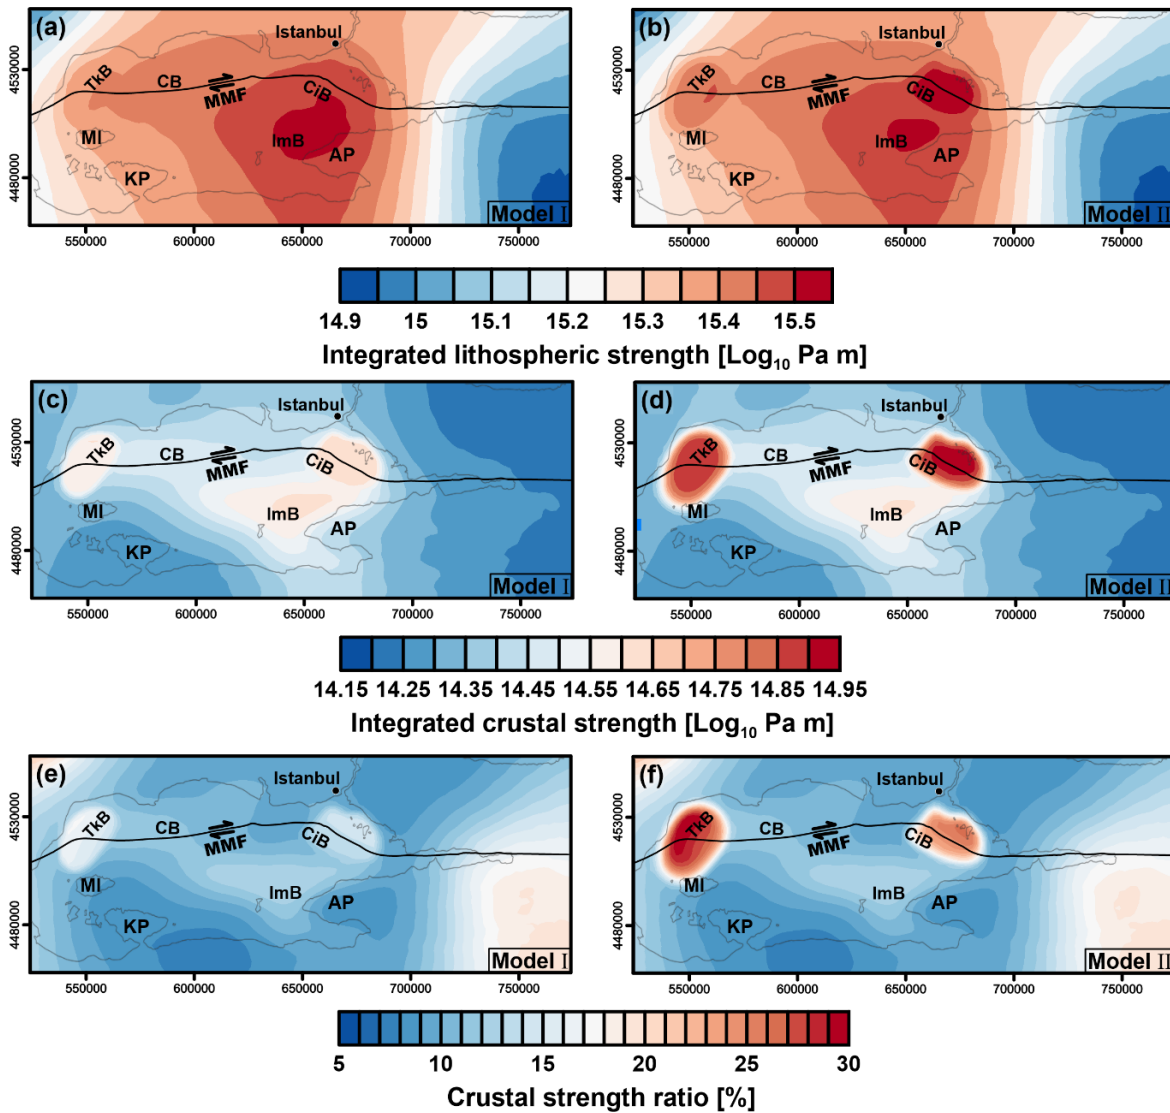 (a)
Istanbul
4530000
TkB
CB
MMF
CiB
MI
ImB
AP
KP
4480000
Model I
550000 600000 650000 700000 750000
(b)
Istanbul
4530000
TkB
CB
MMF
CiB
MI
ImB
AP
KP
4480000
Model II
550000 600000 650000 700000 750000
14.9 15 15.1 15.2 15.3 15.4 15.5
Integrated lithospheric strength [Log₁₀ Pa m]
(c)
Istanbul
4530000
TkB
CB
MMF
CiB
MI
ImB
AP
KP
4480000
Model I
550000 600000 650000 700000 750000
(d)
Istanbul
4530000
TkB
CB
MMF
CiB
MI
ImB
AP
KP
4480000
Model II
550000 600000 650000 700000 750000
14.15 14.25 14.35 14.45 14.55 14.65 14.75 14.85 14.95
Integrated crustal strength [Log₁₀ Pa m]
(e)
Istanbul
4530000
TkB
CB
MMF
CiB
MI
ImB
AP
KP
4480000
Model I
550000 600000 650000 700000 750000
(f)
Istanbul
4530000
TkB
CB
MMF
CiB
MI
ImB
AP
KP
4480000
Model II
550000 600000 650000 700000 750000
5 10 15 20 25 30
Crustal strength ratio [%]